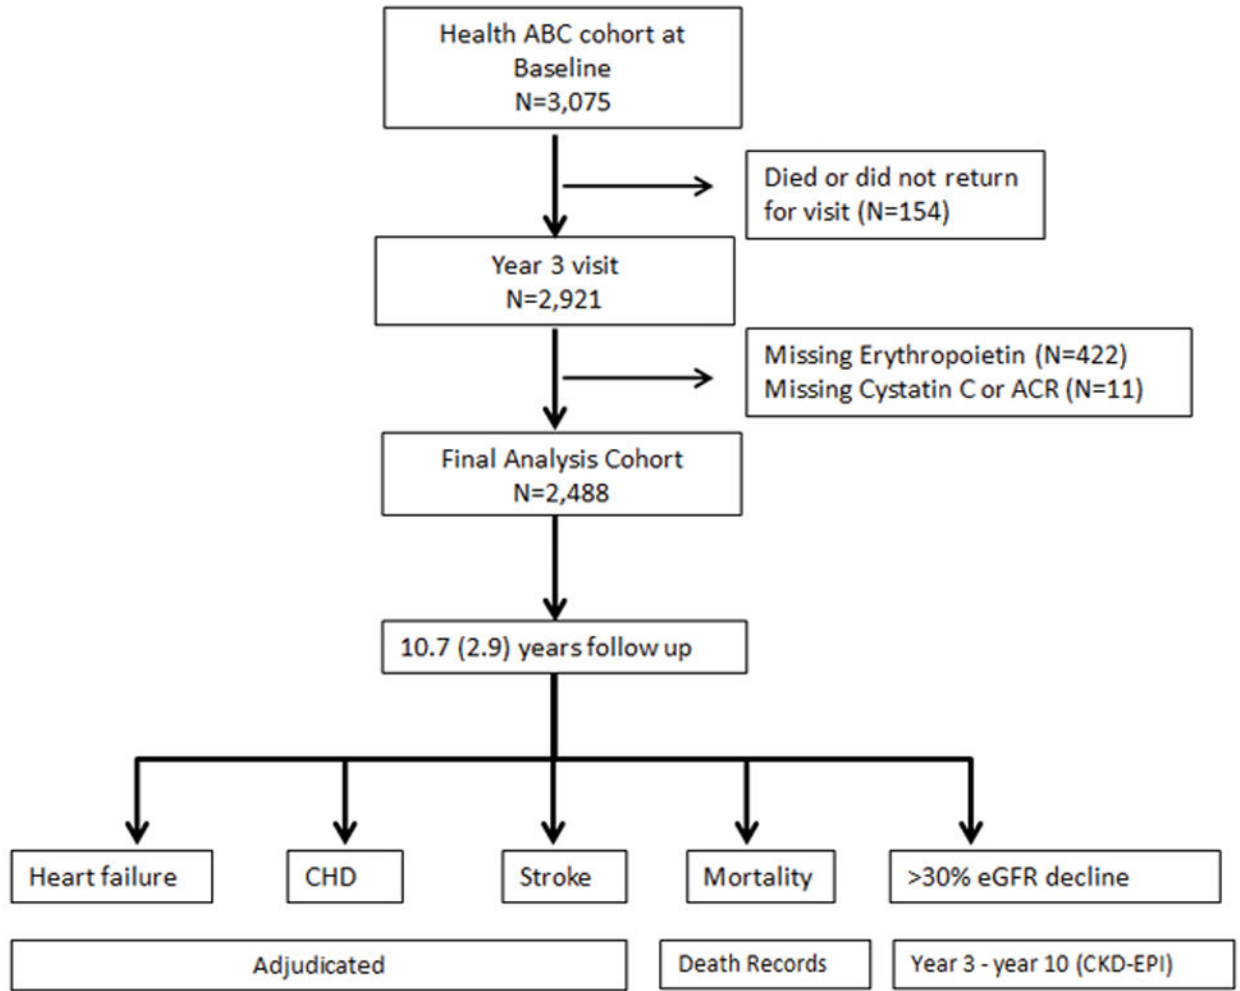 Health ABC cohort at
Baseline
N=3,075
Died or did not return
for visit (N=154)
Year 3 visit
N=2,921
Missing Erythropoietin (N=422)
Missing Cystatin C or ACR (N=11)
Final Analysis Cohort
N=2,488
10.7 (2.9) years follow up
Heart failure
CHD
Stroke
Mortality
>30% eGFR decline
Adjudicated
Death Records
Year 3 - year 10 (CKD-EPI)